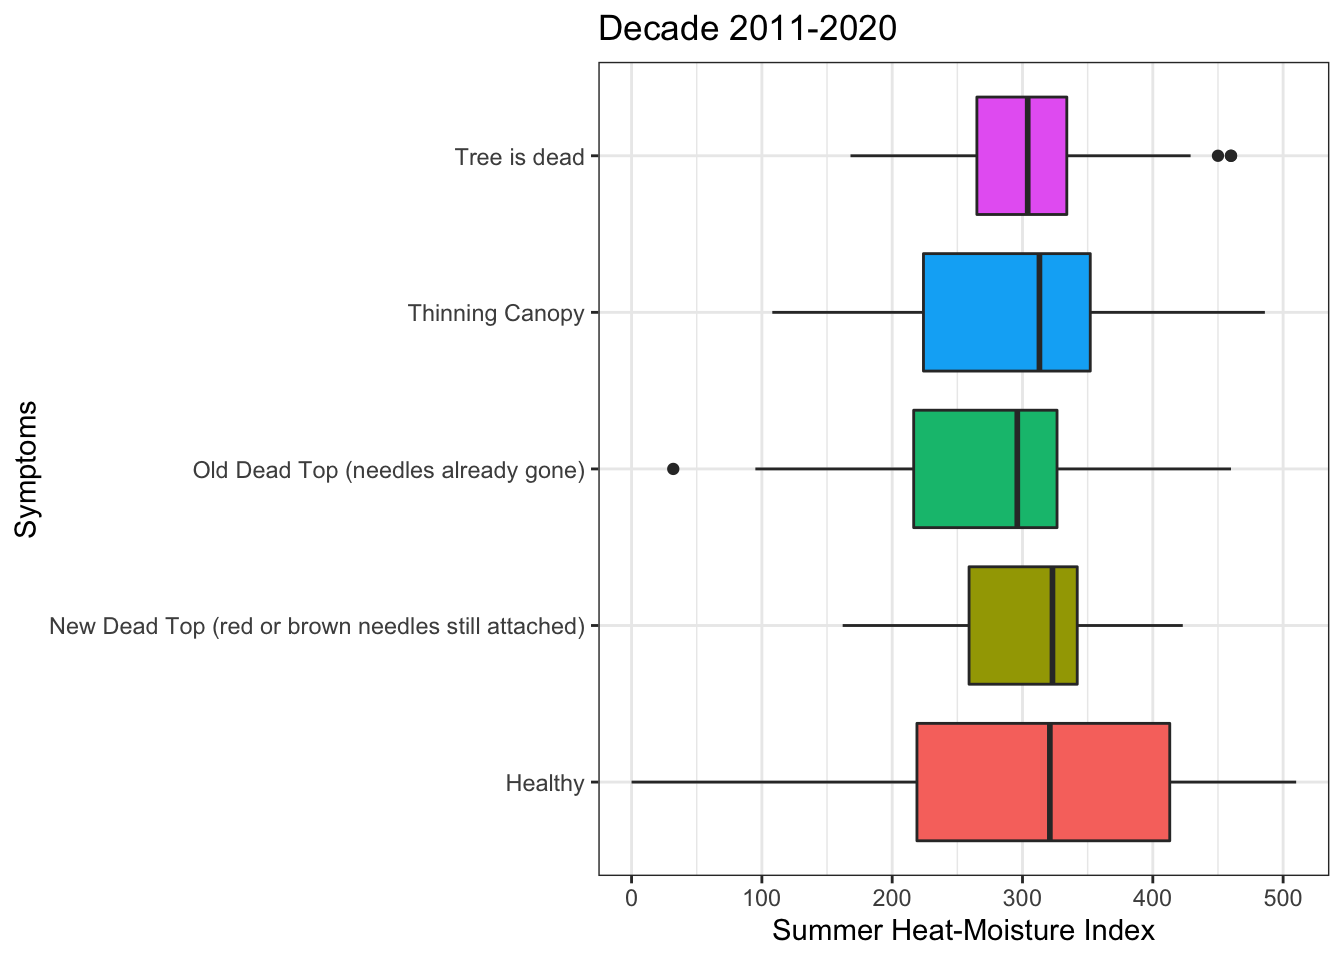 Decade 2011-2020
Symptoms
Tree is dead
Thinning Canopy
Old Dead Top (needles already gone)
New Dead Top (red or brown needles still attached)
Healthy
0 100 200 300 400 500
Summer Heat-Moisture Index